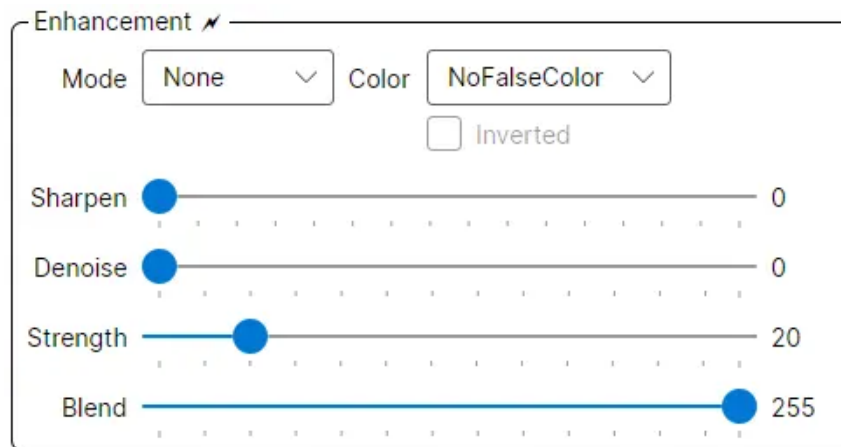 Enhancement
Mode None Color NoFalseColor
Inverted
Sharpen 0
Denoise 0
Strength 20
Blend 255